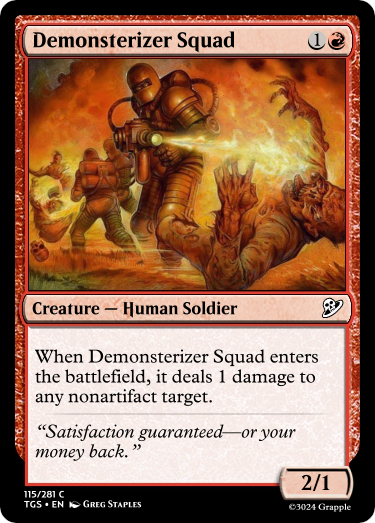 Demonsterizer Squad 1
Creature — Human Soldier
When Demonsterizer Squad enters
the battlefield, it deals 1 damage to
any nonartifact target.
“Satisfaction guaranteed—or your
money back.”
2/1
115/281 C
TGS • EN Greg Staples
©3024 Grapple